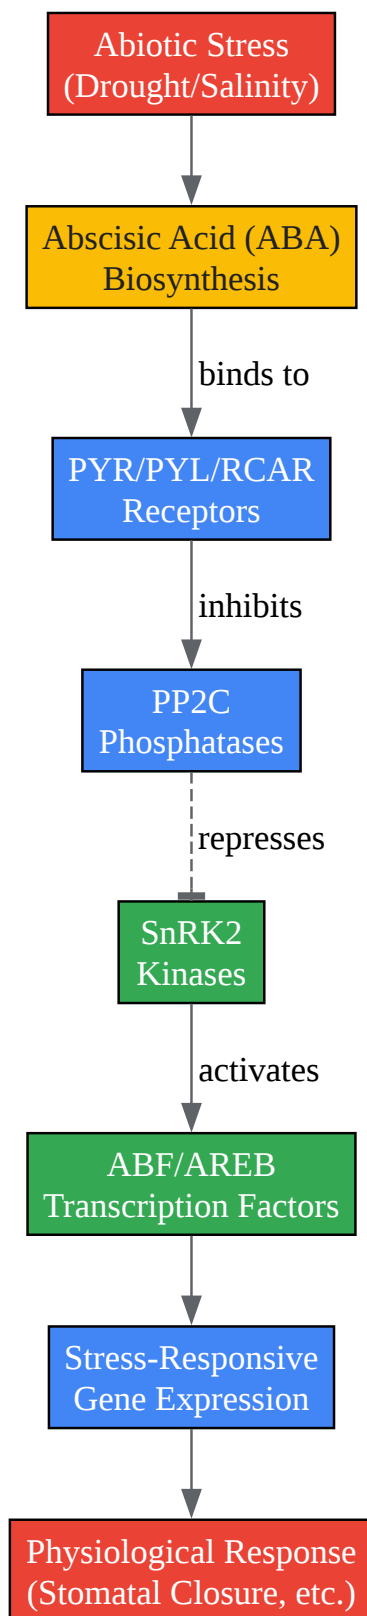 Abiotic Stress
(Drought/Salinity)
Abscisic Acid (ABA)
Biosynthesis
binds to
PYR/PYL/RCAR
Receptors
inhibits
PP2C
Phosphatases
represses
SnRK2
Kinases
activates
ABF/AREB
Transcription Factors
Stress-Responsive
Gene Expression
Physiological Response
(Stomatal Closure, etc.)